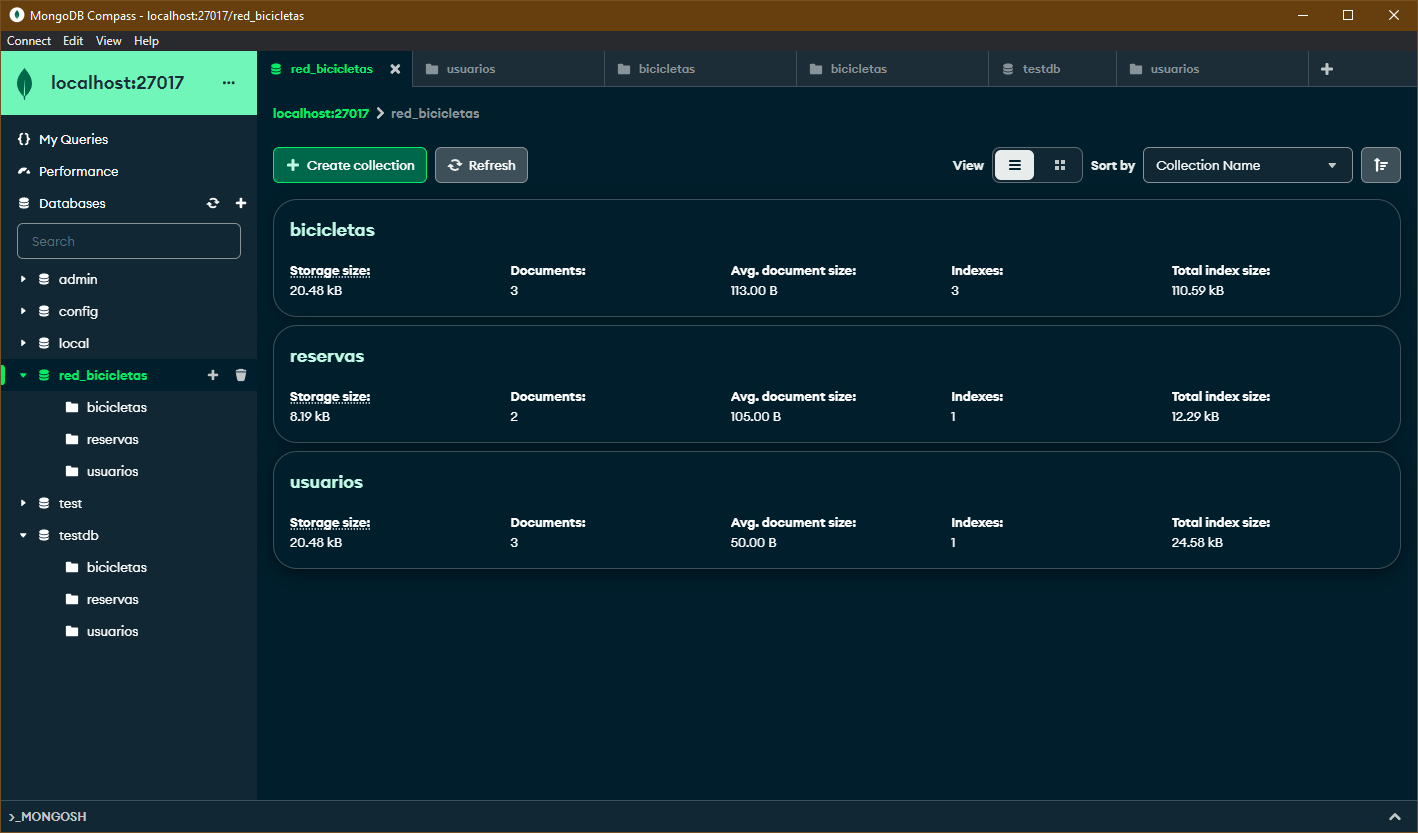 MongoDB Compass - localhost:27017/red_bicicletas
Connect Edit View Help
localhost:27017 ...
red_bicicletas usuarios bicicletas bicicletas testdb usuarios
localhost:27017 > red_bicicletas
My Queries
Performance
Databases
Search
admin
config
local
red_bicicletas
bicicletas
reservas
usuarios
test
testdb
bicicletas
reservas
usuarios
Create collection Refresh View Sort by Collection Name
bicicletas
Storage size: Documents: Avg. document size: Indexes: Total index size:
20.48 kB 3 113.00 B 3 110.59 kB
reservas
Storage size: Documents: Avg. document size: Indexes: Total index size:
8.19 kB 2 105.00 B 1 12.29 kB
usuarios
Storage size: Documents: Avg. document size: Indexes: Total index size:
20.48 kB 3 50.00 B 1 24.58 kB
>_MONGOSH